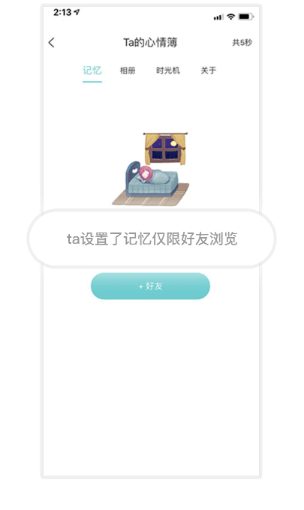 2:13
Ta的心情薄
共5秒
记忆 相册 时光机 关于
ta设置了记忆仅限好友浏览
+ 好友